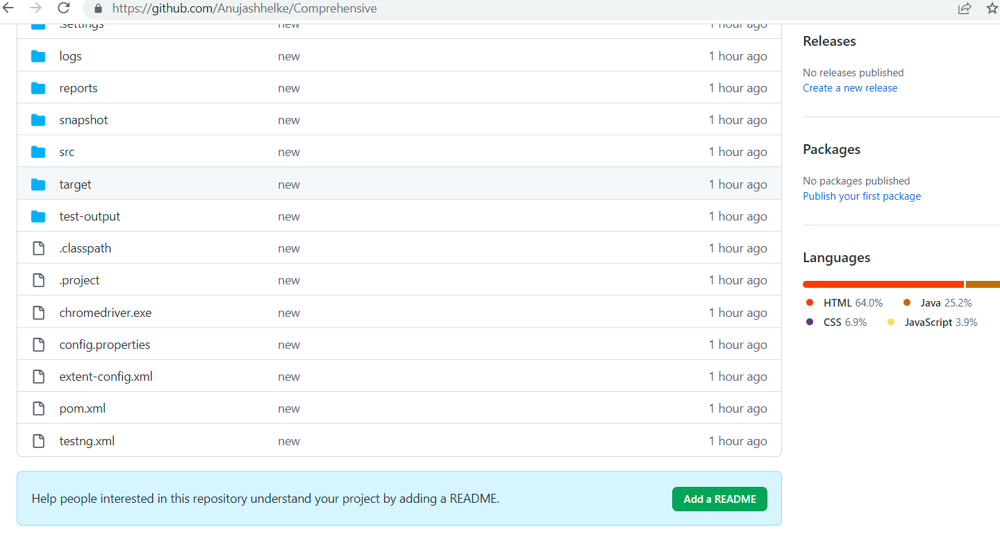 https://github.com/Anujashhelke/Comprehensive
.settings new 1 hour ago
logs new 1 hour ago
reports new 1 hour ago
snapshot new 1 hour ago
src new 1 hour ago
target new 1 hour ago
test-output new 1 hour ago
.classpath new 1 hour ago
.project new 1 hour ago
chromedriver.exe new 1 hour ago
config.properties new 1 hour ago
extent-config.xml new 1 hour ago
pom.xml new 1 hour ago
testng.xml new 1 hour ago
Help people interested in this repository understand your project by adding a README.
Add a README
Releases
No releases published
Create a new release
Packages
No packages published
Publish your first package
Languages
HTML 64.0% Java 25.2%
CSS 6.9% JavaScript 3.9%